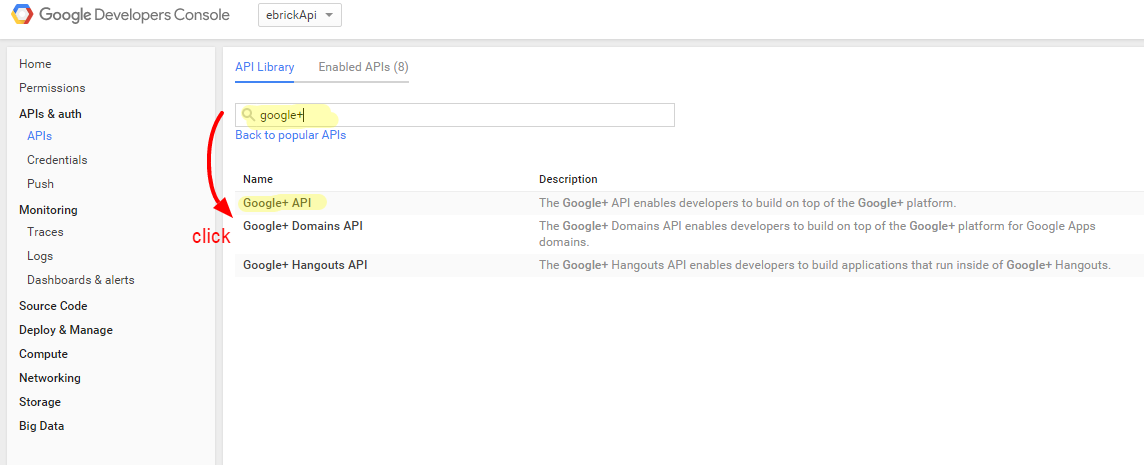 Google Developers Console
ebrickApi
Home
Permissions
APIs & auth
APIs
Credentials
Push
Monitoring
Traces
Logs
Dashboards & alerts
Source Code
Deploy & Manage
Compute
Networking
Storage
Big Data
API Library Enabled APIs (8)
google+
Back to popular APIs
click
Name Description
Google+ API The Google+ API enables developers to build on top of the Google+ platform.
Google+ Domains API The Google+ Domains API enables developers to build on top of the Google+ platform for Google Apps
domains.
Google+ Hangouts API The Google+ Hangouts API enables developers to build applications that run inside of Google+ Hangouts.